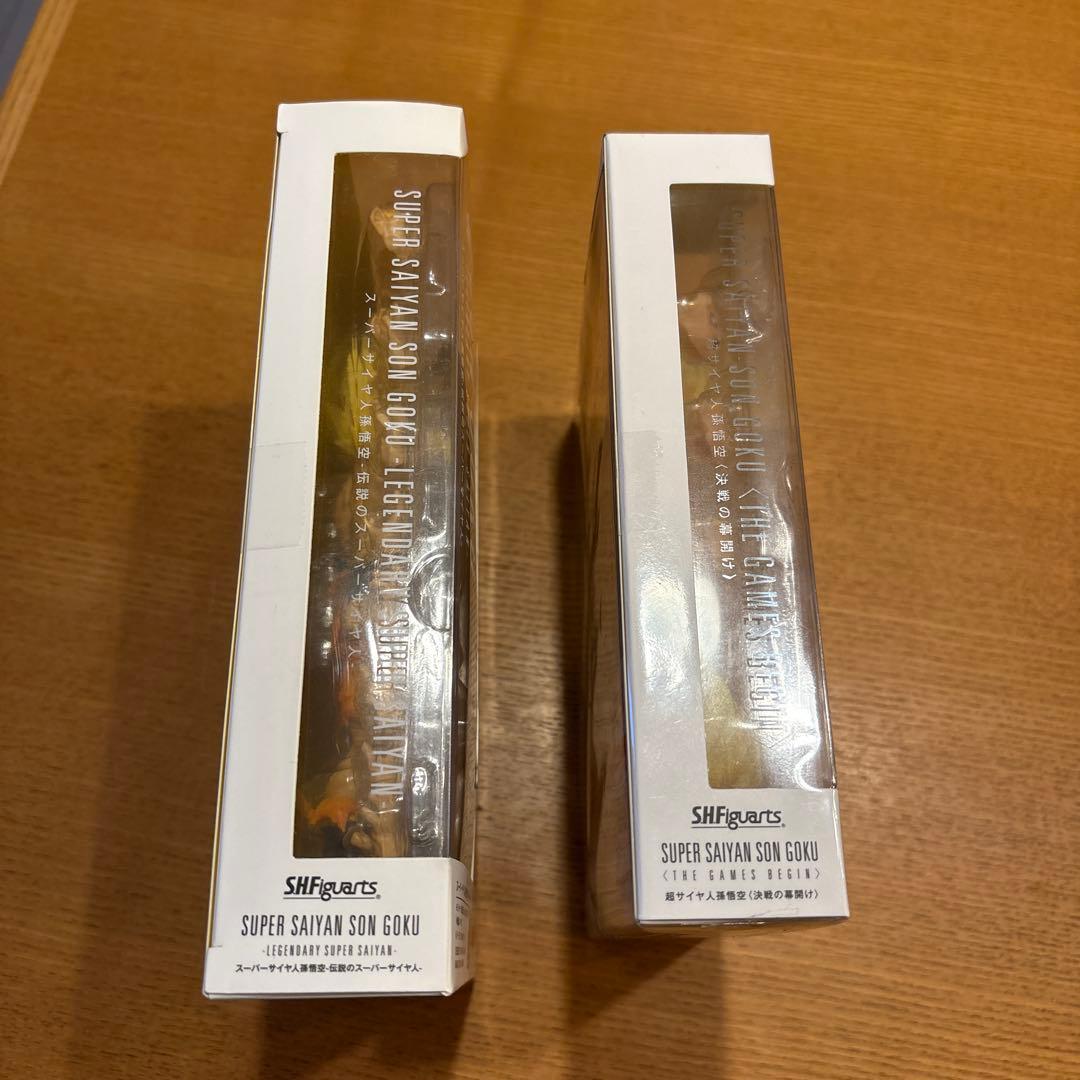 SUPER SAIYAN SON GOKU -LEGENDARY SUPER SAIYAN-
スーパーサイヤ人孫悟空-伝説のスーパーサイヤ人-
S.H.Figuarts®
SUPER SAIYAN SON GOKU
-LEGENDARY SUPER SAIYAN-
スーパーサイヤ人孫悟空-伝説のスーパーサイヤ人-
SUPER SAIYAN SON GOKU〈THE GAMES BEGIN〉
超サイヤ人孫悟空〈決戦の幕開け〉
S.H.Figuarts®
SUPER SAIYAN SON GOKU
〈THE GAMES BEGIN〉
超サイヤ人孫悟空〈決戦の幕開け〉